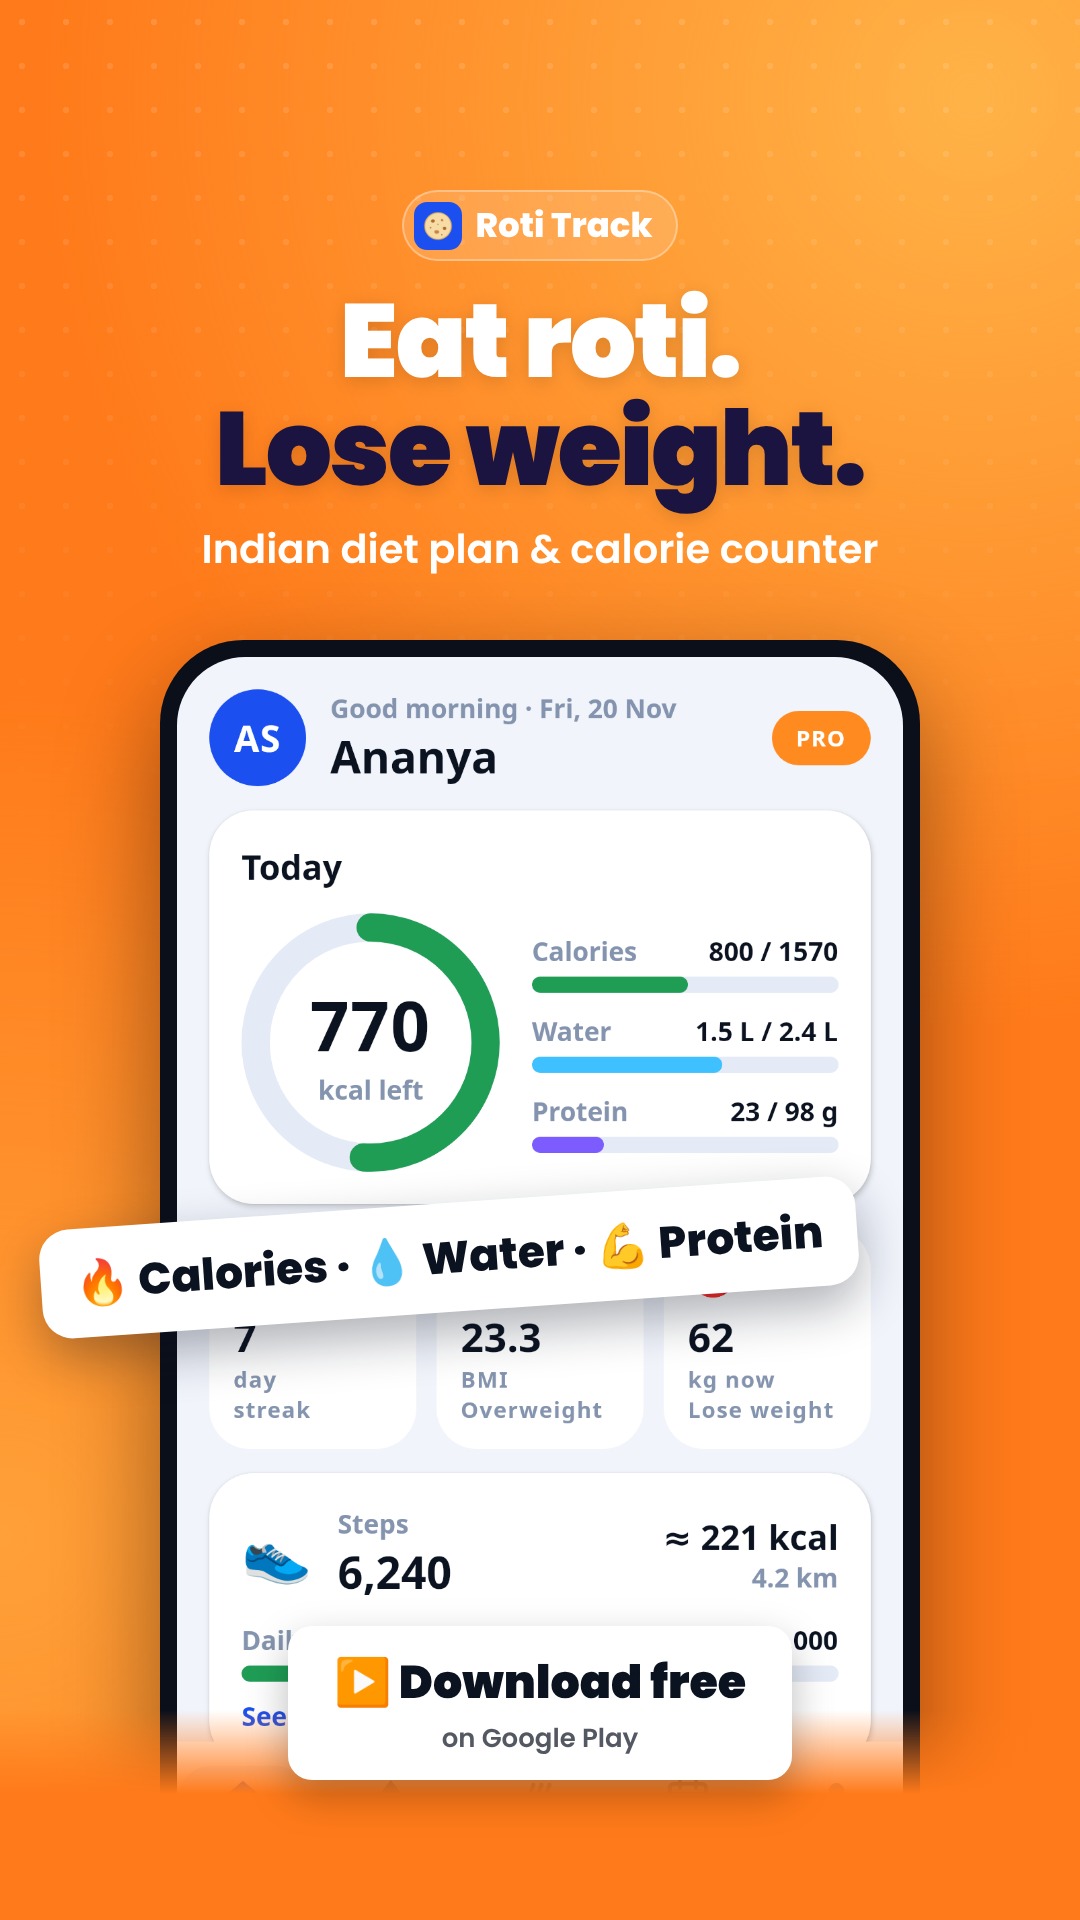 Roti Track
Eat roti.
Lose weight.
Indian diet plan & calorie counter
AS
Good morning · Fri, 20 Nov
Ananya
PRO
Today
770
kcal left
Calories 800 / 1570
Water 1.5 L / 2.4 L
Protein 23 / 98 g
🔥 Calories · 💧 Water · 💪 Protein
7
day
streak
23.3
BMI
Overweight
62
kg now
Lose weight
Steps
6,240
≈ 221 kcal
4.2 km
000
See
▶️ Download free
on Google Play